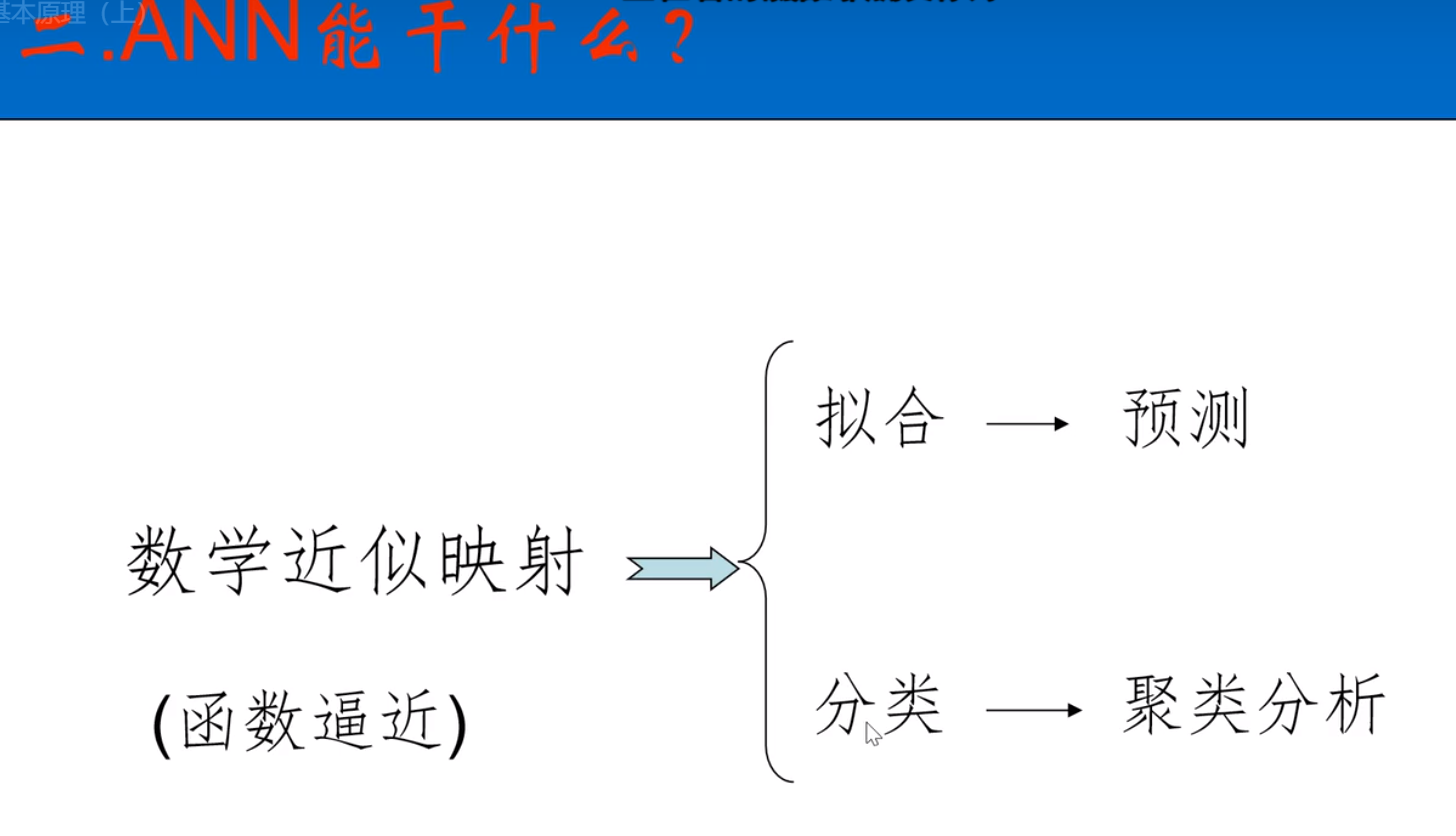 基本原理（上）
二.ANN能干什么?
拟合 预测
数学近似映射
(函数逼近)
分类 聚类分析